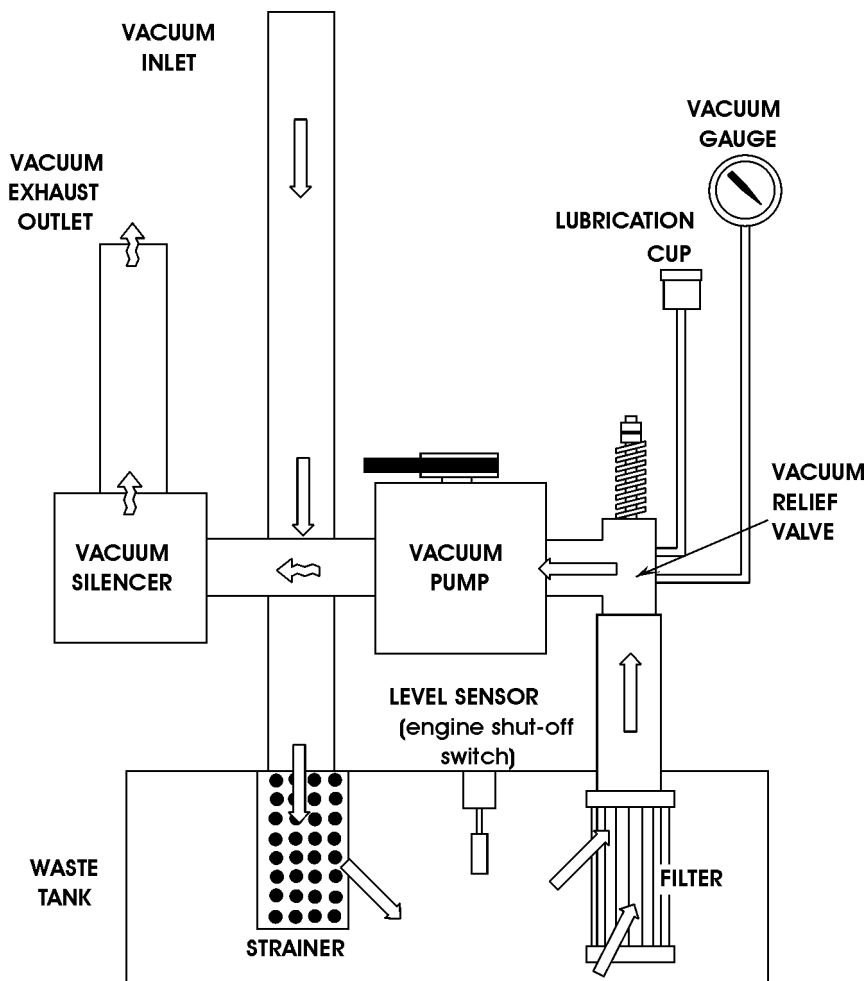 VACUUM
INLET
VACUUM
GAUGE
VACUUM
EXHAUST
OUTLET
LUBRICATION
CUP
VACUUM
RELIEF
VALVE
VACUUM
SILENCER
VACUUM
PUMP
LEVEL SENSOR
(engine shut-off
switch)
WASTE
TANK
FILTER
STRAINER